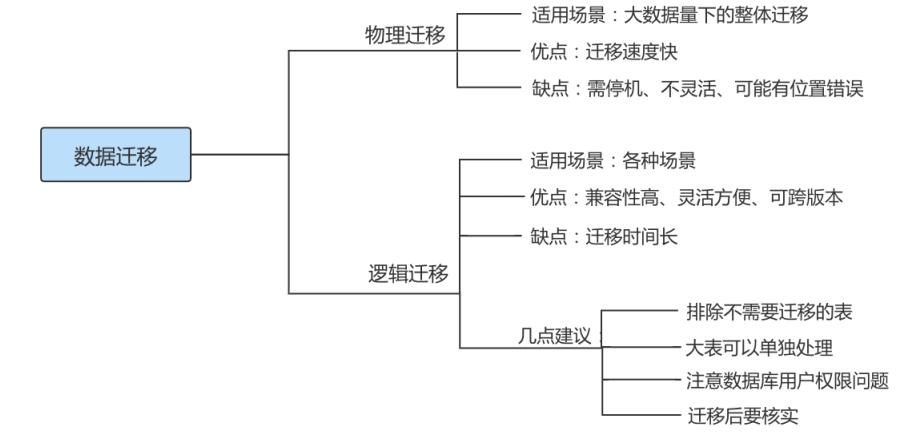 数据迁移
物理迁移
适用场景：大数据量下的整体迁移
优点：迁移速度快
缺点：需停机、不灵活、可能有位置错误
逻辑迁移
适用场景：各种场景
优点：兼容性高、灵活方便、可跨版本
缺点：迁移时间长
几点建议：
排除不需要迁移的表
大表可以单独处理
注意数据库用户权限问题
迁移后要核实